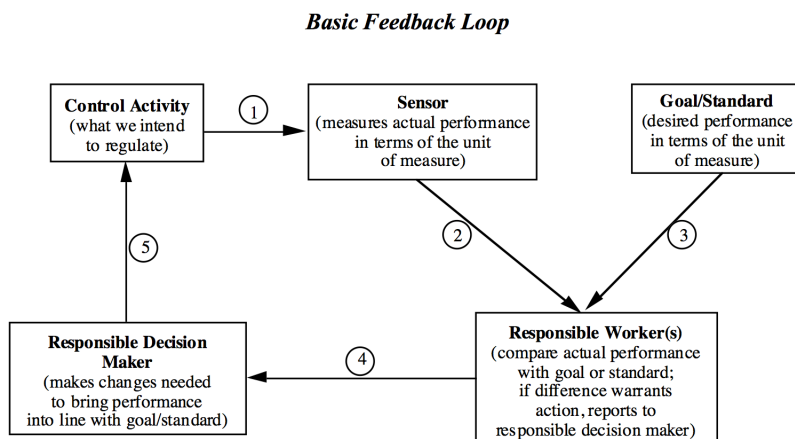 Basic Feedback Loop
Control Activity
(what we intend
to regulate)
1
Sensor
(measures actual performance
in terms of the unit
of measure)
Goal/Standard
(desired performance
in terms of the unit
of measure)
2
3
5
Responsible Decision
Maker
(makes changes needed
to bring performance
into line with goal/standard)
4
Responsible Worker(s)
(compare actual performance
with goal or standard;
if difference warrants
action, reports to
responsible decision maker)